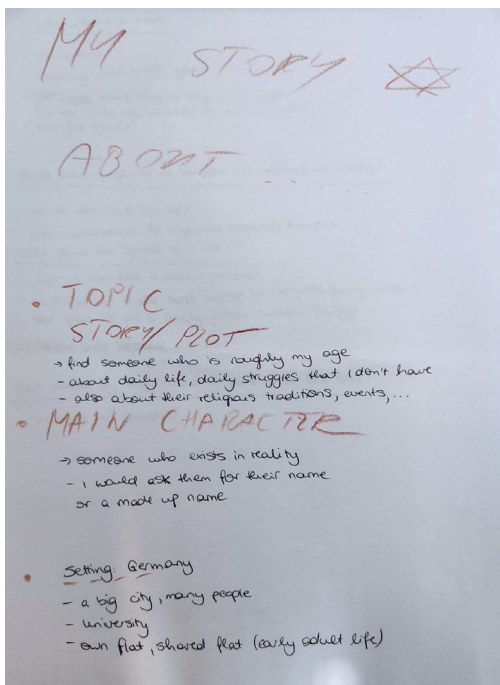 MY STORY
ABOUT ...
• TOPIC
STORY/PLOT
→ find someone who is roughly my age
- about daily life, daily struggles that I don't have
- also about their religious traditions, events,...
• MAIN CHARACTER
→ someone who exists in reality
- I would ask them for their name
or a made up name
• Setting: Germany
- a big city, many people
- university
- own flat, shared flat (early adult life)